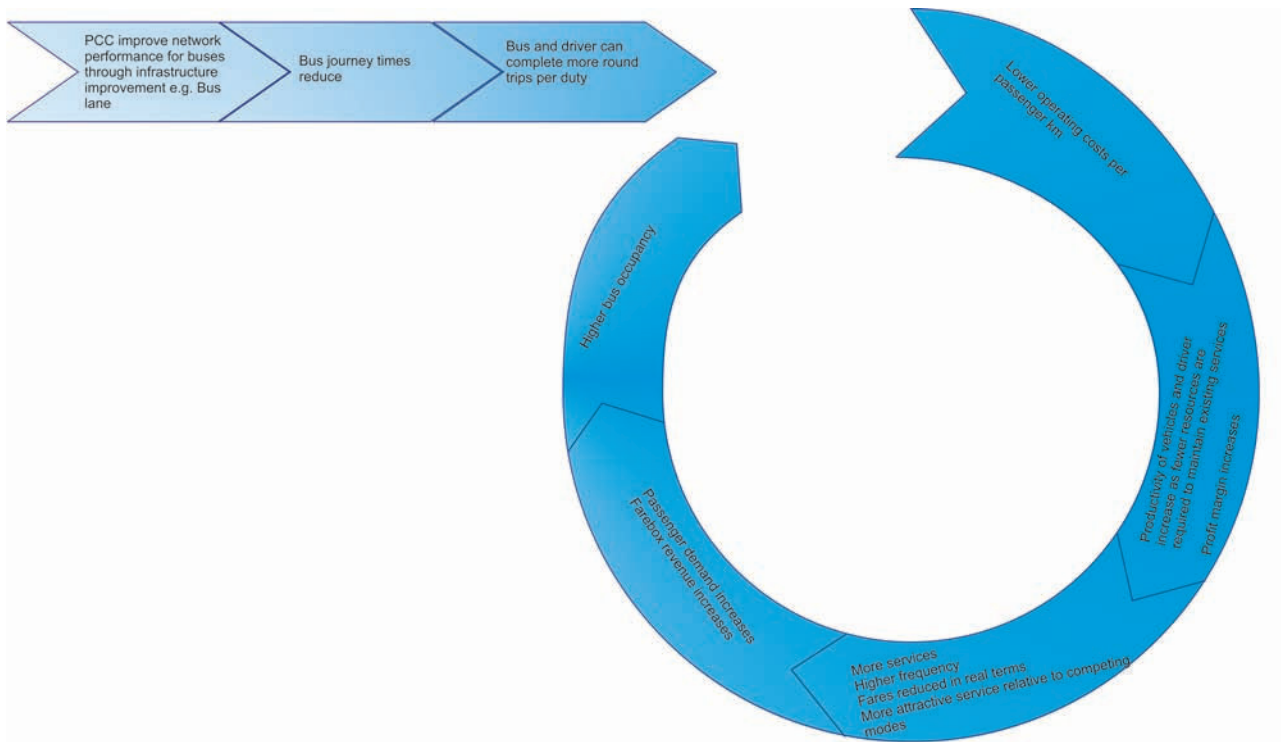 PCC improve network
performance for buses
through infrastructure
improvement e.g. Bus
lane
Bus journey times
reduce
Bus and driver can
complete more round
trips per duty
Lower operating costs per
passenger km
Productivity of vehicles and driver
increase as fewer resources are
required to maintain existing services
Profit margin increases
More services
Higher frequency
Fares reduced in real terms
More attractive service relative to competing
modes
Passenger demand increases
Farebox revenue increases
Higher bus occupancy